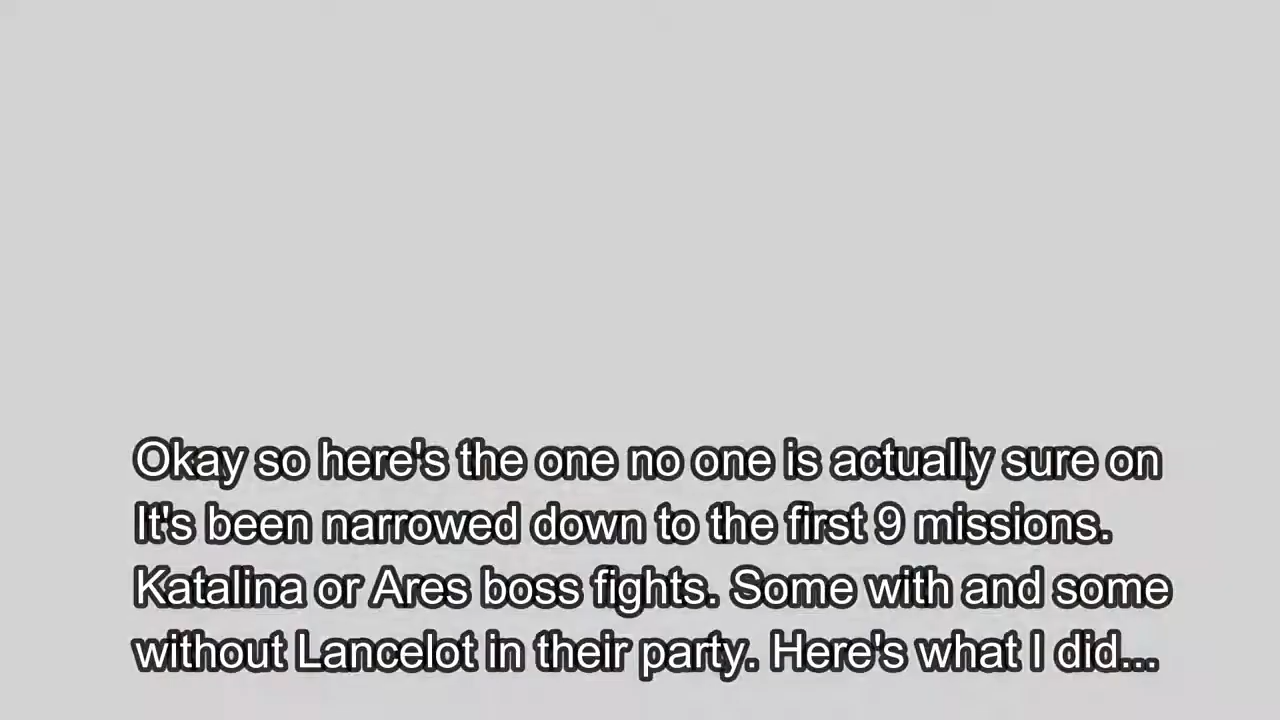 Okay so here's the one no one is actually sure on
It's been narrowed down to the first 9 missions.
Katalina or Ares boss fights. Some with and some
without Lancelot in their party. Here's what I did...